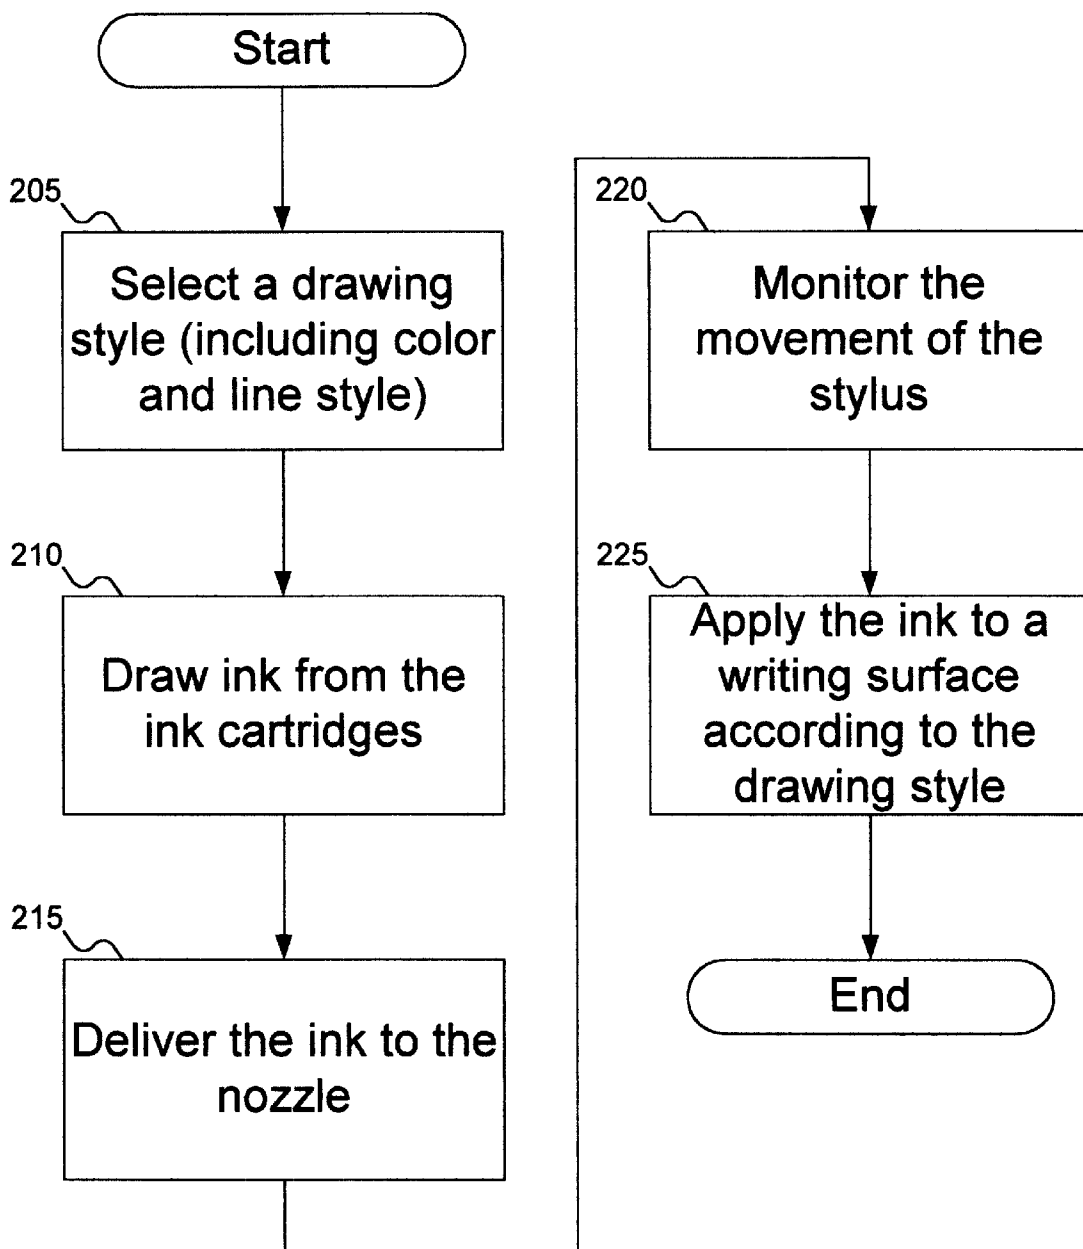 Start
205
Select a drawing
style (including color
and line style)
210
Draw ink from the
ink cartridges
215
Deliver the ink to the
nozzle
220
Monitor the
movement of the
stylus
225
Apply the ink to a
writing surface
according to the
drawing style
End